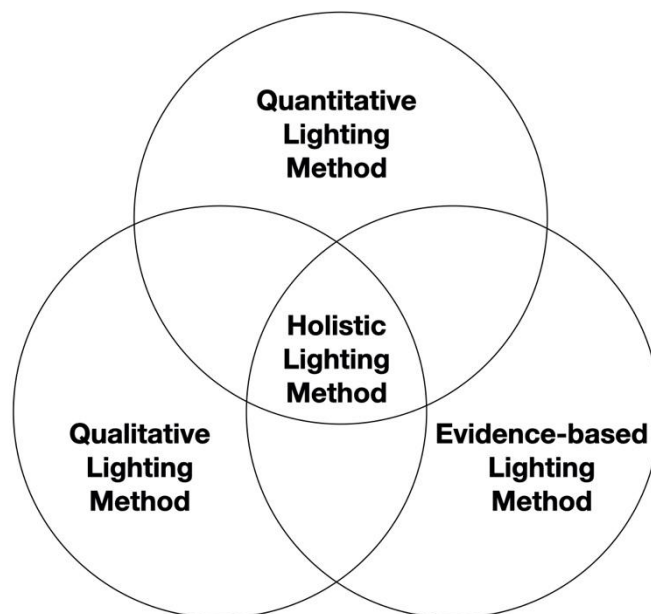 Quantitative
Lighting
Method
Holistic
Lighting
Method
Qualitative
Lighting
Method
Evidence-based
Lighting
Method